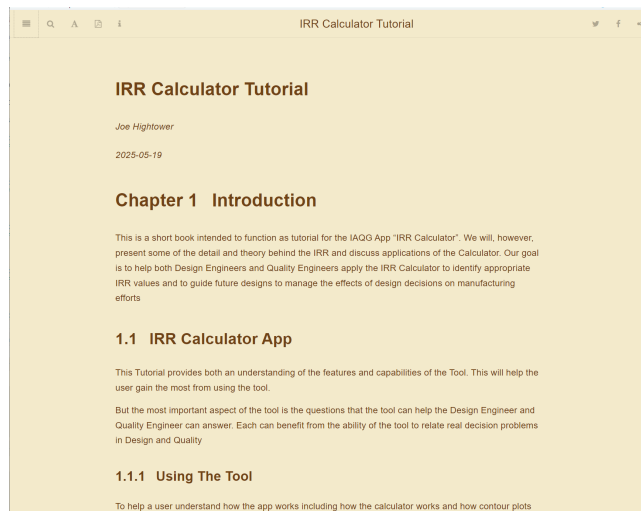 IRR Calculator Tutorial
IRR Calculator Tutorial
Joe Hightower
2025-05-19
Chapter 1 Introduction
This is a short book intended to function as tutorial for the IAQG App “IRR Calculator”. We will, however,
present some of the detail and theory behind the IRR and discuss applications of the Calculator. Our goal
is to help both Design Engineers and Quality Engineers apply the IRR Calculator to identify appropriate
IRR values and to guide future designs to manage the effects of design decisions on manufacturing
efforts
1.1 IRR Calculator App
This Tutorial provides both an understanding of the features and capabilities of the Tool. This will help the
user gain the most from using the tool.
But the most important aspect of the tool is the questions that the tool can help the Design Engineer and
Quality Engineer can answer. Each can benefit from the ability of the tool to relate real decision problems
in Design and Quality
1.1.1 Using The Tool
To help a user understand how the app works including how the calculator works and how contour plots